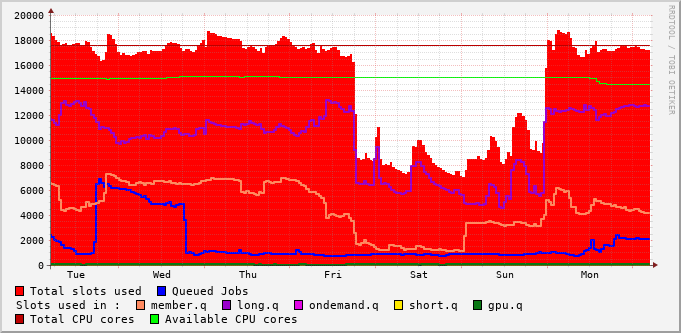 20000
18000
16000
14000
12000
10000
8000
6000
4000
2000
0
Tue Wed Thu Fri Sat Sun Mon
RRDTOOL / TOBI OETIKER
Total slots used Queued Jobs
Slots used in : member.q long.q ondemand.q short.q gpu.q
Total CPU cores Available CPU cores